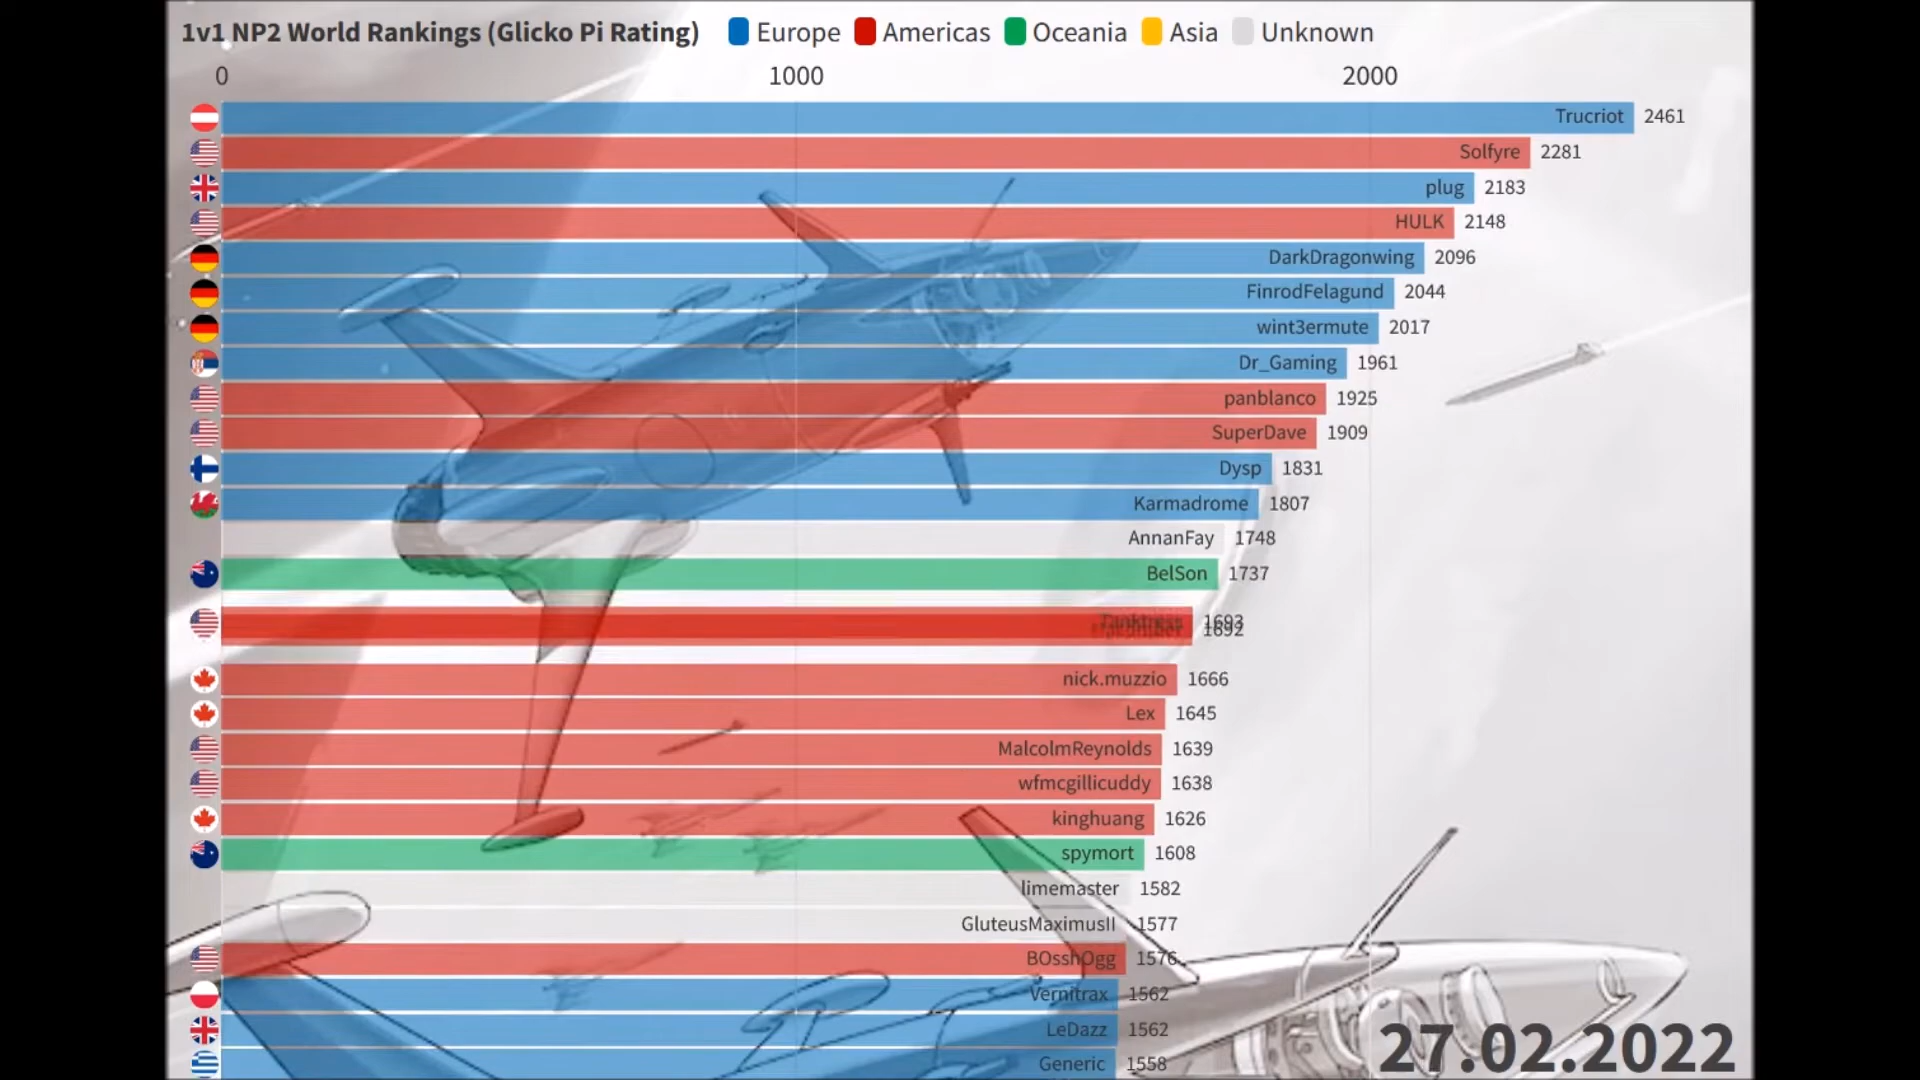 1v1 NP2 World Rankings (Glicko Pi Rating) Europe Americas Oceania Asia Unknown
0 1000 2000
Trucriot 2461
Solfyre 2281
plug 2183
HULK 2148
DarkDragonwing 2096
FinrodFelagund 2044
wint3ermute 2017
Dr_Gaming 1961
panblanco 1925
SuperDave 1909
Dysp 1831
Karmadrome 1807
AnnanFay 1748
BelSon 1737
1693
1692
nick.muzzio 1666
Lex 1645
MalcolmReynolds 1639
wfmcgillicuddy 1638
kinghuang 1626
spymort 1608
limemaster 1582
GluteusMaximusII 1577
BOsshOgg 1576
Vernitrax 1562
LeDazz 1562
Generic 1558
27.02.2022